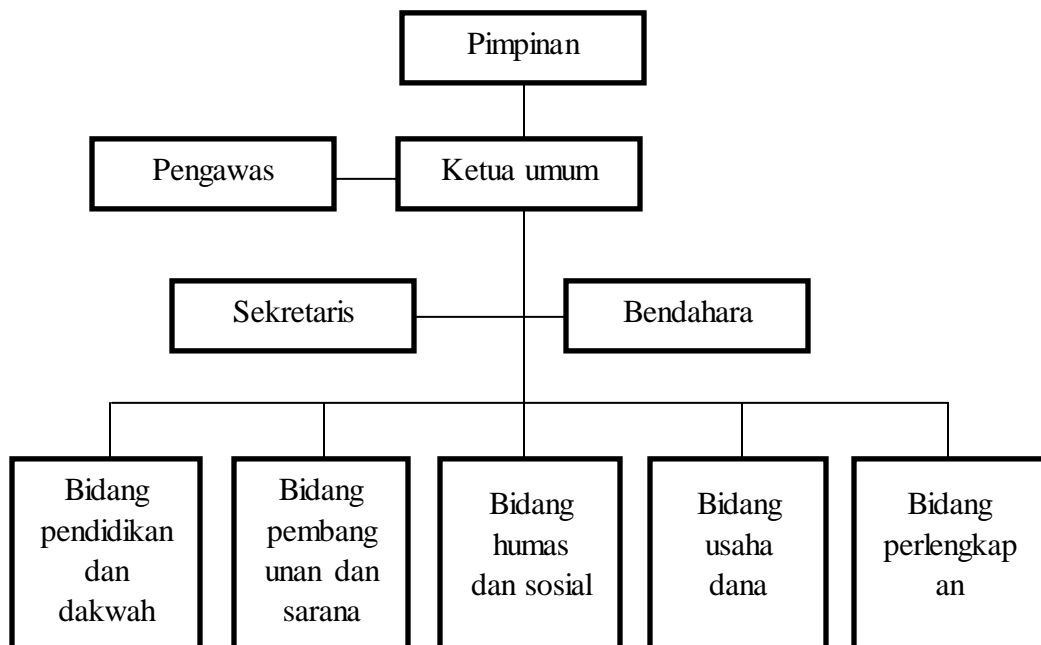 Pimpinan
Pengawas
Ketua umum
Sekretaris
Bendahara
Bidang
pendidikan
dan
dakwah
Bidang
pembang
unan dan
sarana
Bidang
humas
dan sosial
Bidang
usaha
dana
Bidang
perlengkap
an